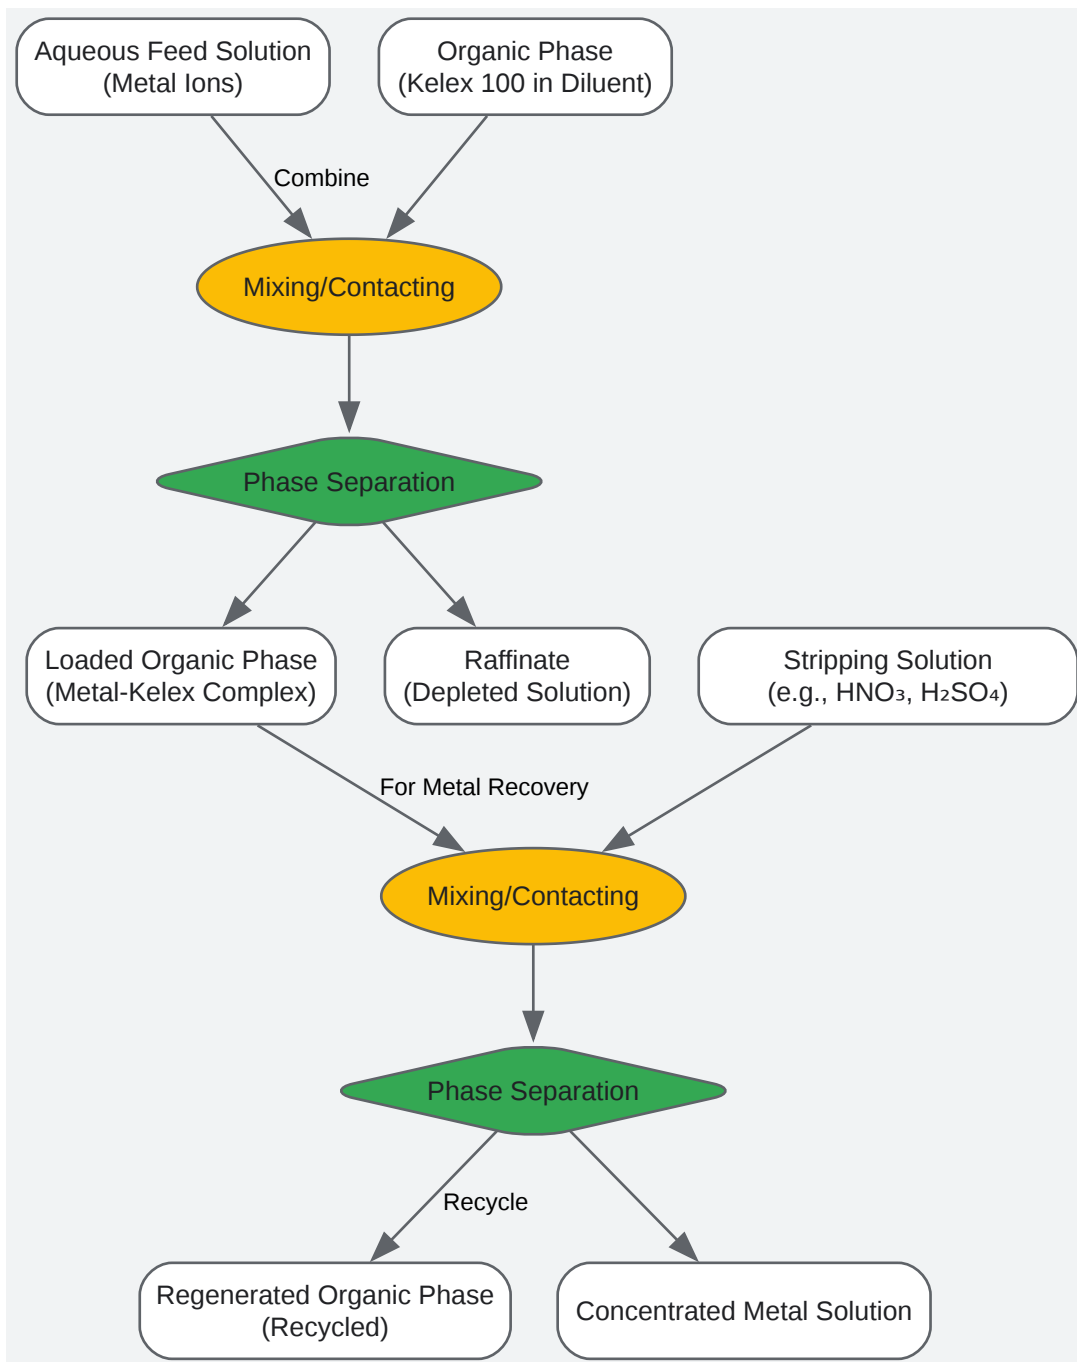 Aqueous Feed Solution
(Metal Ions)
Organic Phase
(Kelex 100 in Diluent)
Combine
Mixing/Contacting
Phase Separation
Loaded Organic Phase
(Metal-Kelex Complex)
Raffinate
(Depleted Solution)
Stripping Solution
(e.g., HNO₃, H₂SO₄)
For Metal Recovery
Mixing/Contacting
Phase Separation
Recycle
Regenerated Organic Phase
(Recycled)
Concentrated Metal Solution